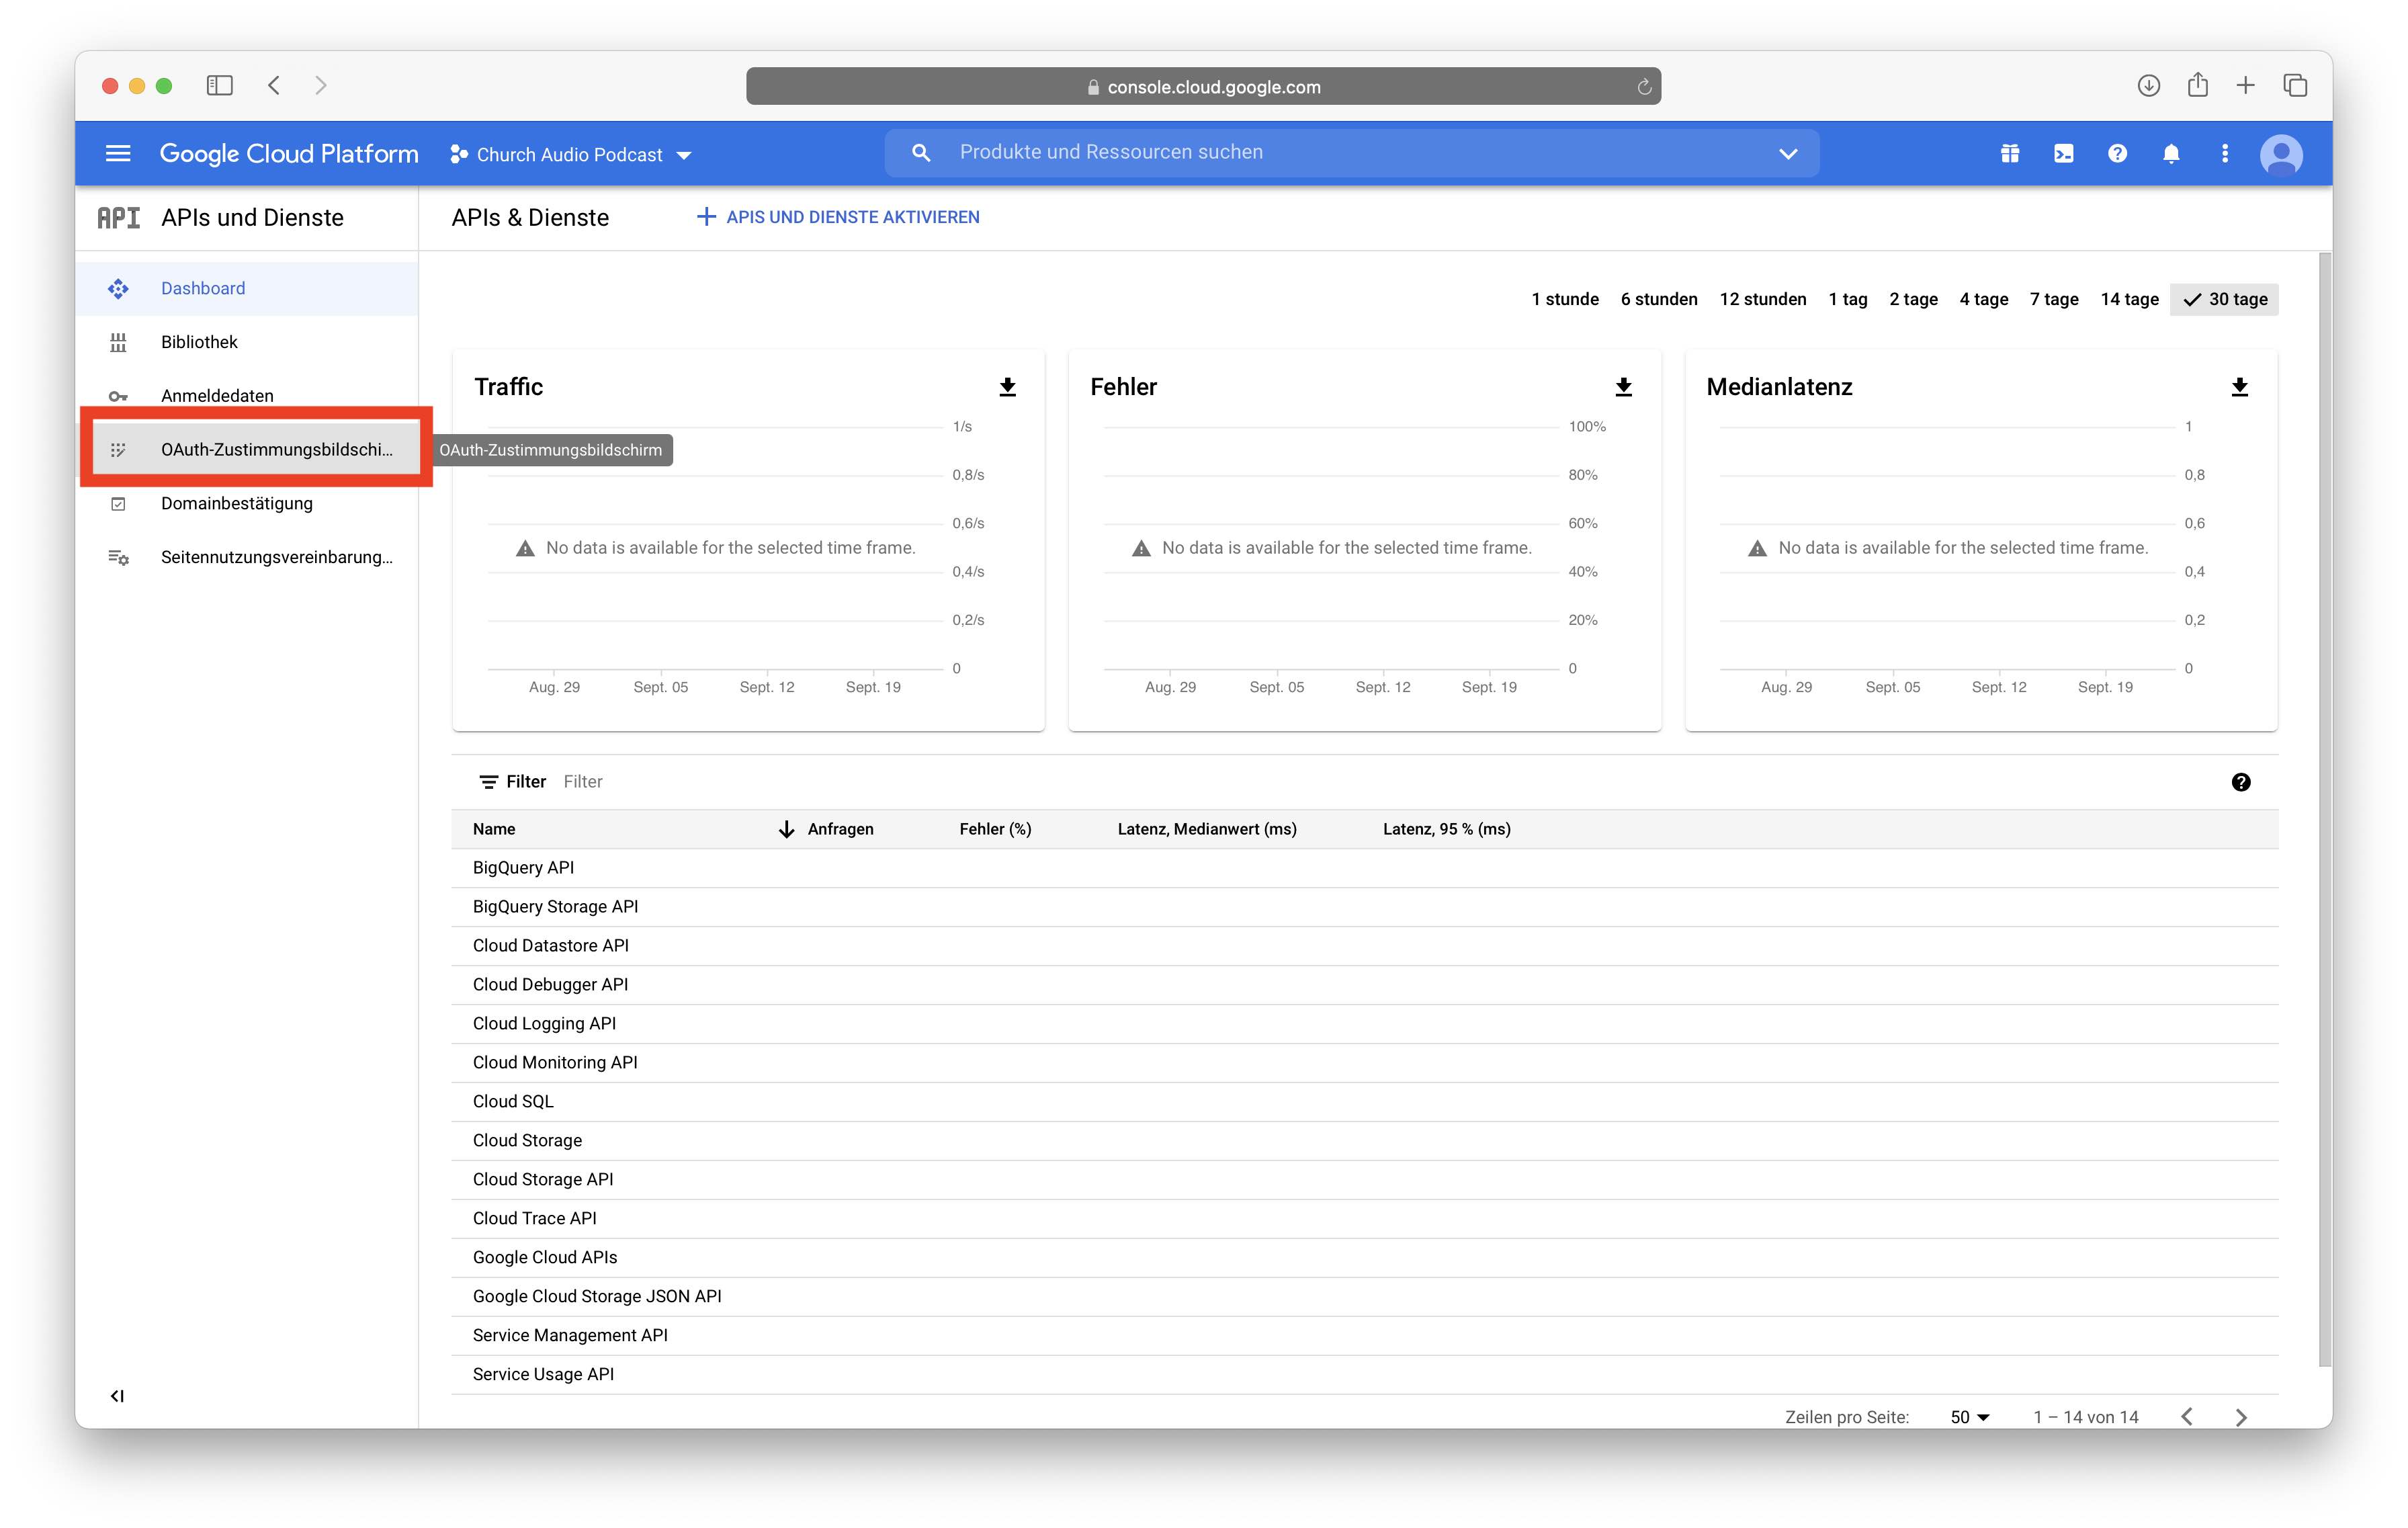 console.cloud.google.com
Google Cloud Platform
Church Audio Podcast
Produkte und Ressourcen suchen
API
APIs und Dienste
APIs & Dienste
APIS UND DIENSTE AKTIVIEREN
Dashboard
Bibliothek
Anmeldedaten
OAuth-Zustimmungsbildschi...
OAuth-Zustimmungsbildschirm
Domainbestätigung
Seitennutzungsvereinbarung...
1 stunde 6 stunden 12 stunden 1 tag 2 tage 4 tage 7 tage 14 tage 30 tage
Traffic
1/s
0,8/s
0,6/s
No data is available for the selected time frame.
0,4/s
0,2/s
0
Aug. 29 Sept. 05 Sept. 12 Sept. 19
Fehler
100%
80%
60%
No data is available for the selected time frame.
40%
20%
0
Aug. 29 Sept. 05 Sept. 12 Sept. 19
Medianlatenz
1
0,8
0,6
No data is available for the selected time frame.
0,4
0,2
0
Aug. 29 Sept. 05 Sept. 12 Sept. 19
Filter Filter
Name Anfragen Fehler (%) Latenz, Medianwert (ms) Latenz, 95 % (ms)
BigQuery API
BigQuery Storage API
Cloud Datastore API
Cloud Debugger API
Cloud Logging API
Cloud Monitoring API
Cloud SQL
Cloud Storage
Cloud Storage API
Cloud Trace API
Google Cloud APIs
Google Cloud Storage JSON API
Service Management API
Service Usage API
Zeilen pro Seite: 50 1 – 14 von 14